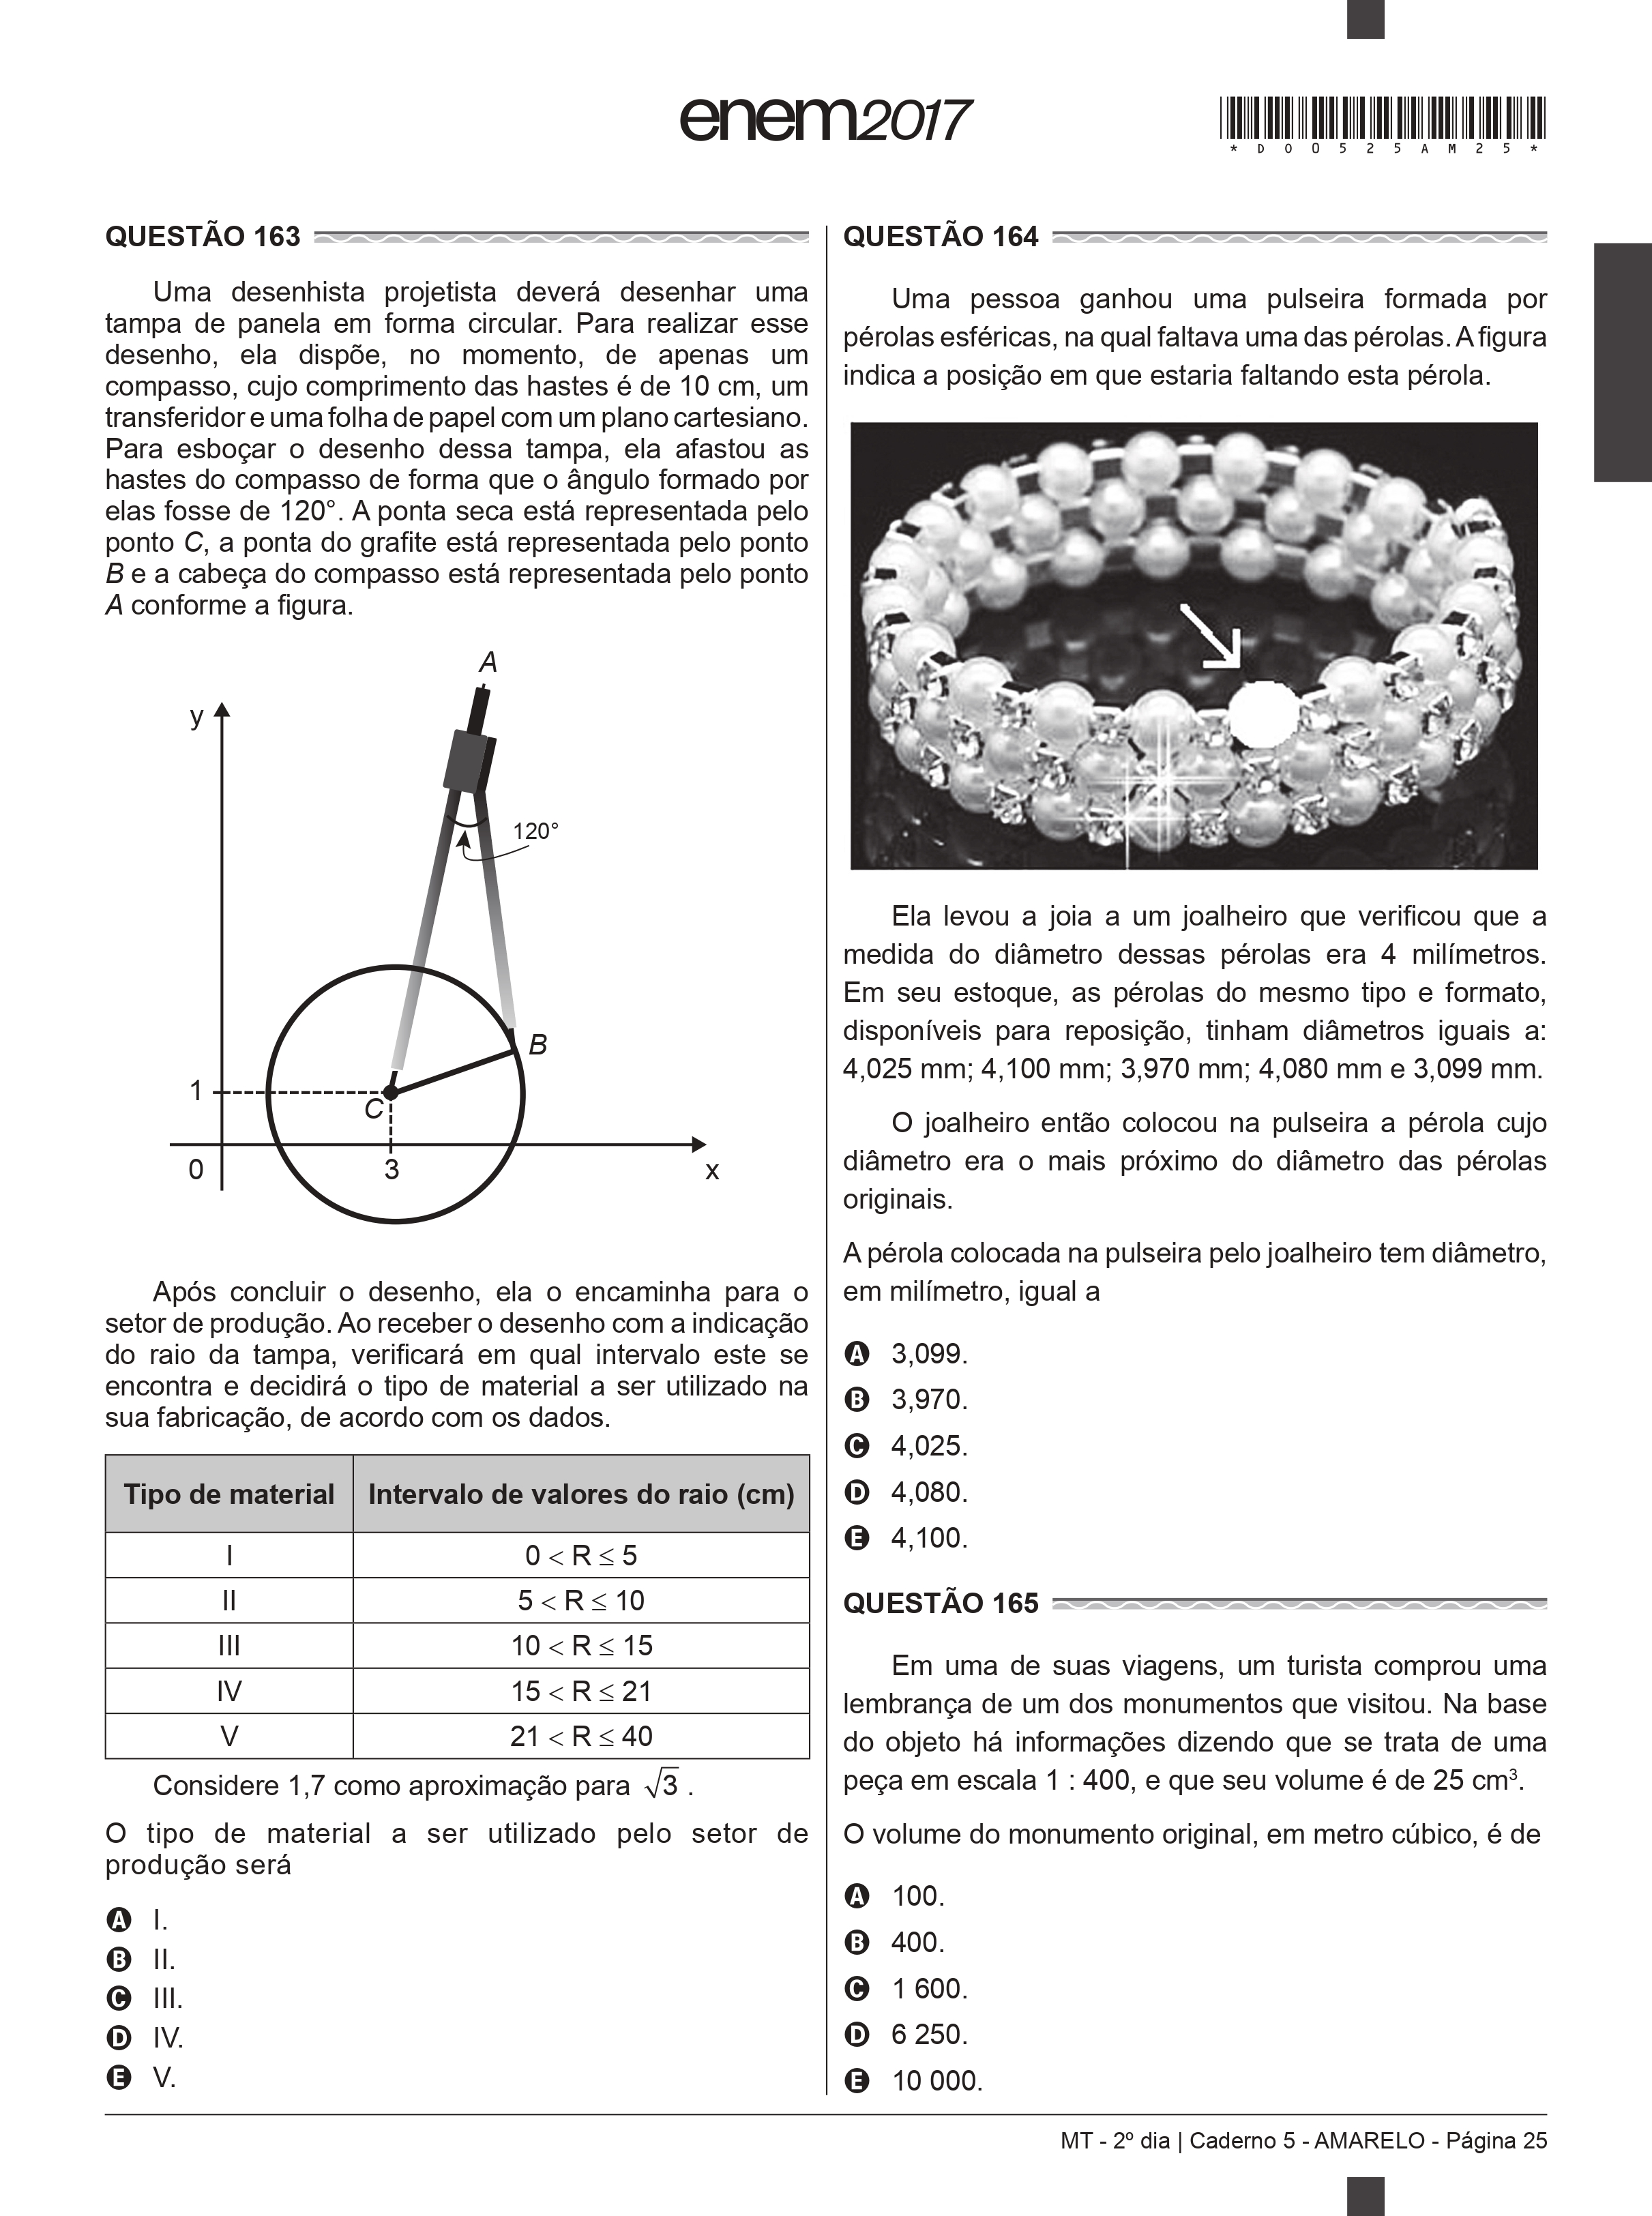 enem2017
* D O 0 5 2 5 A M 2 5 *
QUESTÃO 163
Uma desenhista projetista deverá desenhar uma
tampa de panela em forma circular. Para realizar esse
desenho, ela dispõe, no momento, de apenas um
compasso, cujo comprimento das hastes é de 10 cm, um
transferidor e uma folha de papel com um plano cartesiano.
Para esboçar o desenho dessa tampa, ela afastou as
hastes do compasso de forma que o ângulo formado por
elas fosse de 120°. A ponta seca está representada pelo
ponto C, a ponta do grafite está representada pelo ponto
B e a cabeça do compasso está representada pelo ponto
A conforme a figura.
A
y
120°
B
1
C
0
3
x
Após concluir o desenho, ela o encaminha para o
setor de produção. Ao receber o desenho com a indicação
do raio da tampa, verificará em qual intervalo este se
encontra e decidirá o tipo de material a ser utilizado na
sua fabricação, de acordo com os dados.
Tipo de material Intervalo de valores do raio (cm)
I 0 < R ≤ 5
II 5 < R ≤ 10
III 10 < R ≤ 15
IV 15 < R ≤ 21
V 21 < R ≤ 40
Considere 1,7 como aproximação para √3 .
O tipo de material a ser utilizado pelo setor de
produção será
A I.
B II.
C III.
D IV.
E V.
QUESTÃO 164
Uma pessoa ganhou uma pulseira formada por
pérolas esféricas, na qual faltava uma das pérolas. A figura
indica a posição em que estaria faltando esta pérola.
Ela levou a joia a um joalheiro que verificou que a
medida do diâmetro dessas pérolas era 4 milímetros.
Em seu estoque, as pérolas do mesmo tipo e formato,
disponíveis para reposição, tinham diâmetros iguais a:
4,025 mm; 4,100 mm; 3,970 mm; 4,080 mm e 3,099 mm.
O joalheiro então colocou na pulseira a pérola cujo
diâmetro era o mais próximo do diâmetro das pérolas
originais.
A pérola colocada na pulseira pelo joalheiro tem diâmetro,
em milímetro, igual a
A 3,099.
B 3,970.
C 4,025.
D 4,080.
E 4,100.
QUESTÃO 165
Em uma de suas viagens, um turista comprou uma
lembrança de um dos monumentos que visitou. Na base
do objeto há informações dizendo que se trata de uma
peça em escala 1 : 400, e que seu volume é de 25 cm³.
O volume do monumento original, em metro cúbico, é de
A 100.
B 400.
C 1 600.
D 6 250.
E 10 000.
MT - 2º dia | Caderno 5 - AMARELO - Página 25